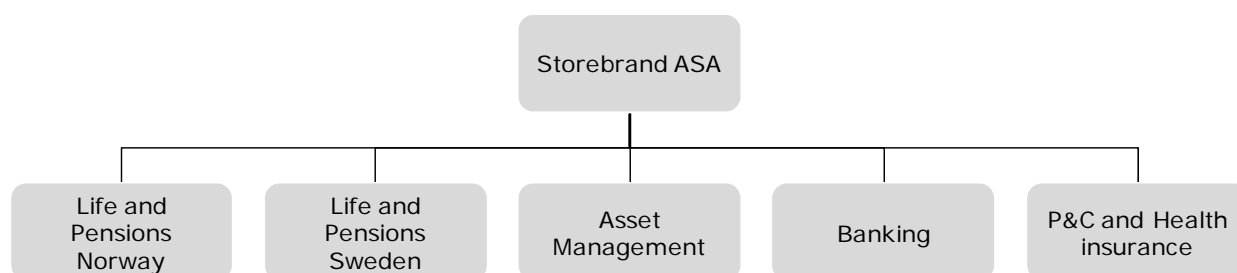 Storebrand ASA
Life and
Pensions
Norway
Life and
Pensions
Sweden
Asset
Management
Banking
P&C and Health
insurance